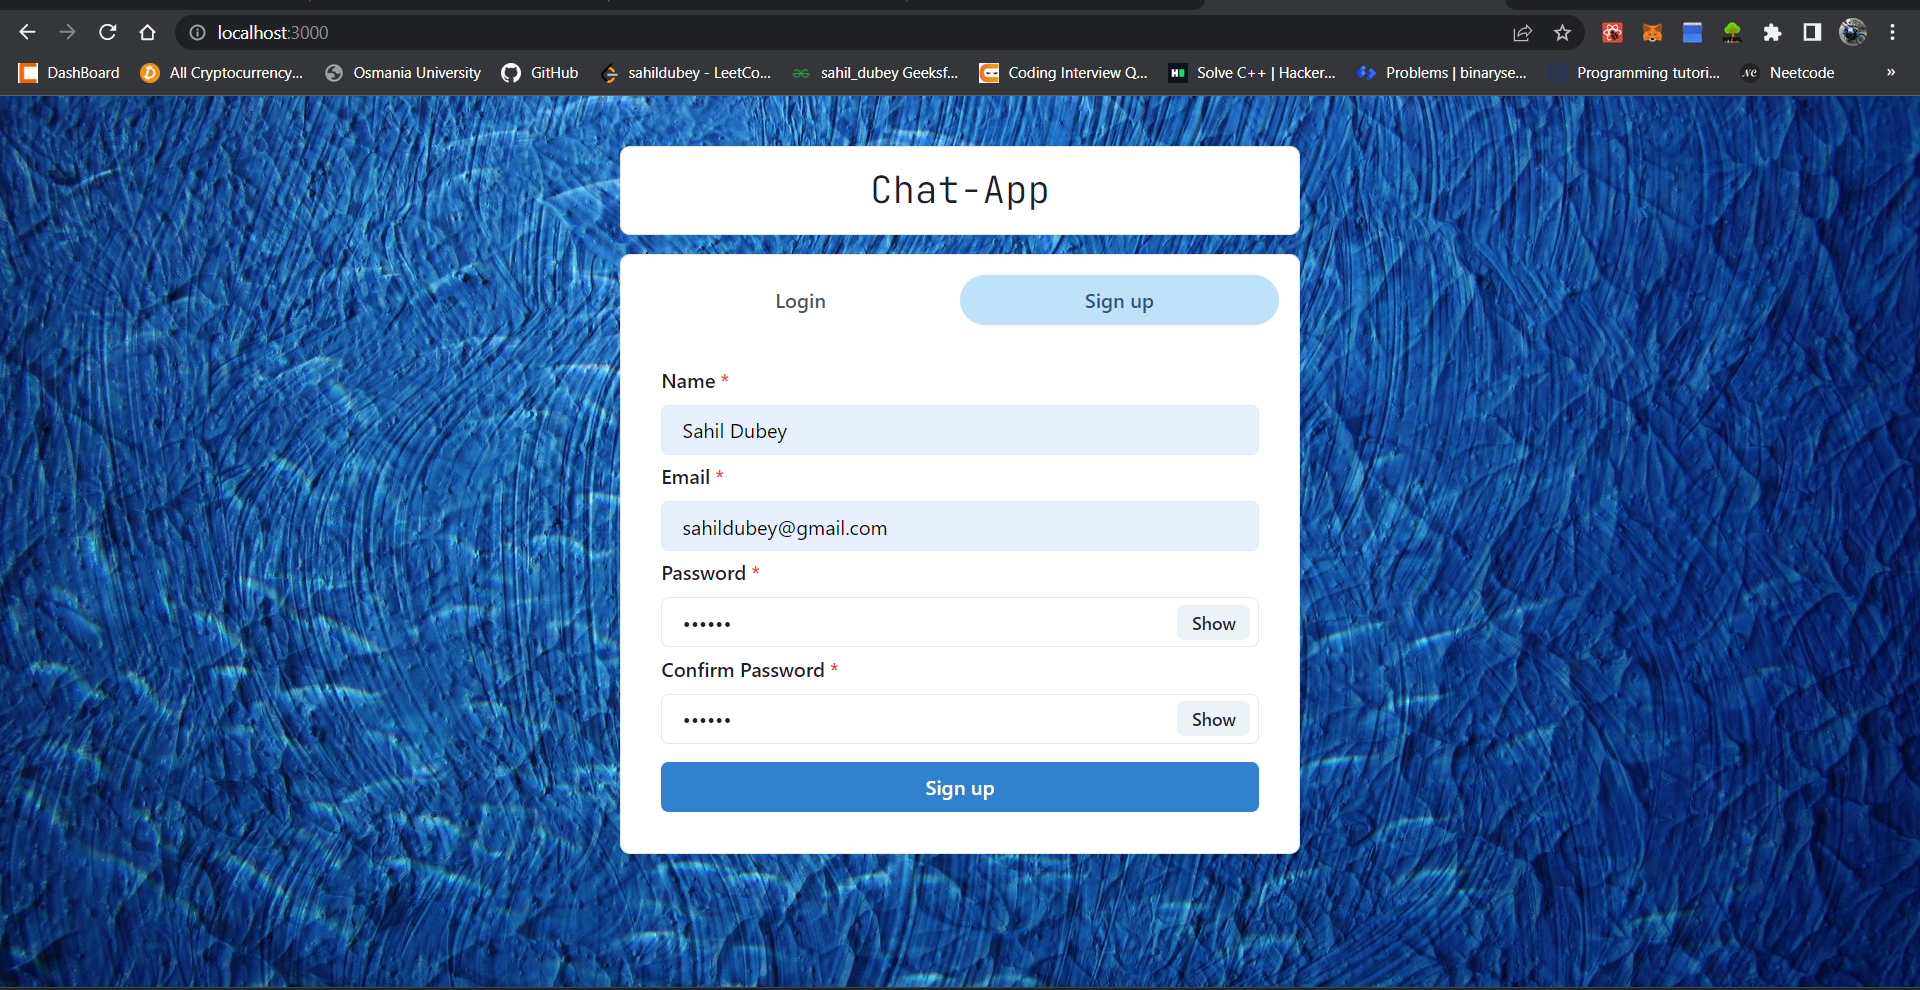 localhost:3000
DashBoard All Cryptocurrency... Osmania University GitHub sahildubey - LeetCo... sahil_dubey Geeksf... Coding Interview Q... Solve C++ | Hacker... Problems | binaryse... Programming tutori... Neetcode »
Chat-App
Login Sign up
Name *
Sahil Dubey
Email *
sahildubey@gmail.com
Password *
•••••• Show
Confirm Password *
•••••• Show
Sign up